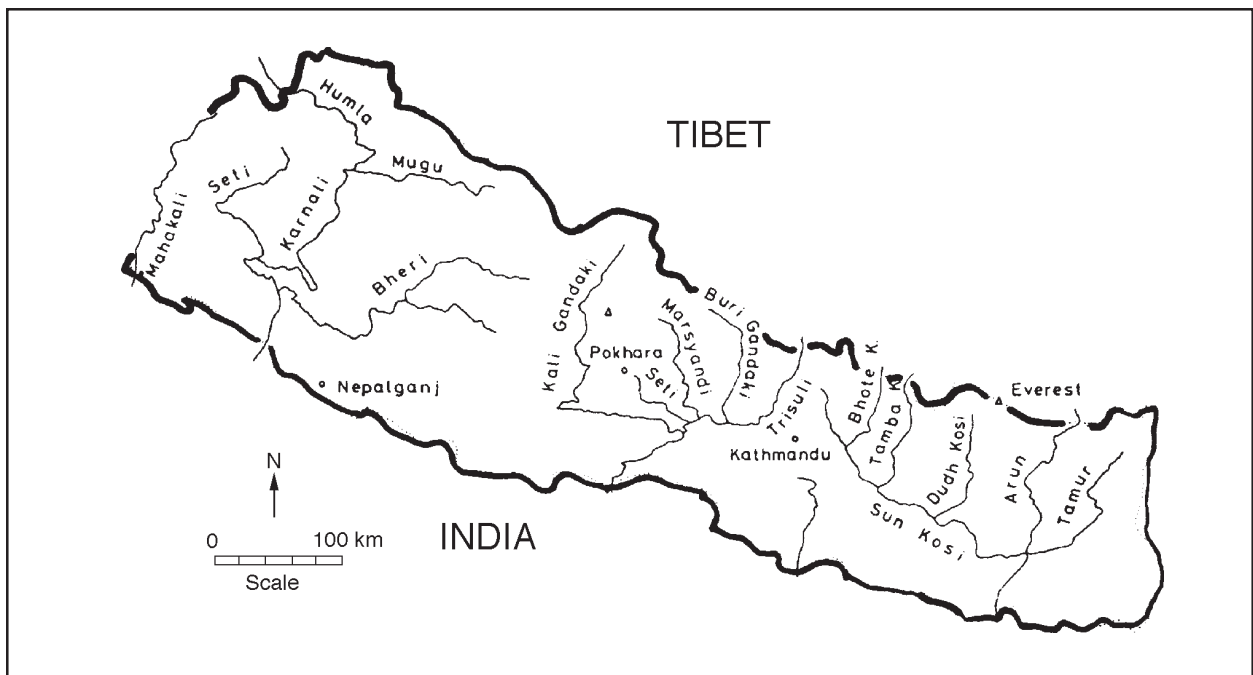 Humla
TIBET
Mugu
Seti
Karnali
Mahakali
Bheri
Kali Gandaki
Marsyandi
Buri Gandaki
Pokhara
Seti
Trisuli
Bhote K.
Tamba K.
Everest
Nepalganj
Kathmandu
Dudh Kosi
Arun
Tamur
Sun Kosi
N
INDIA
0 100 km
Scale